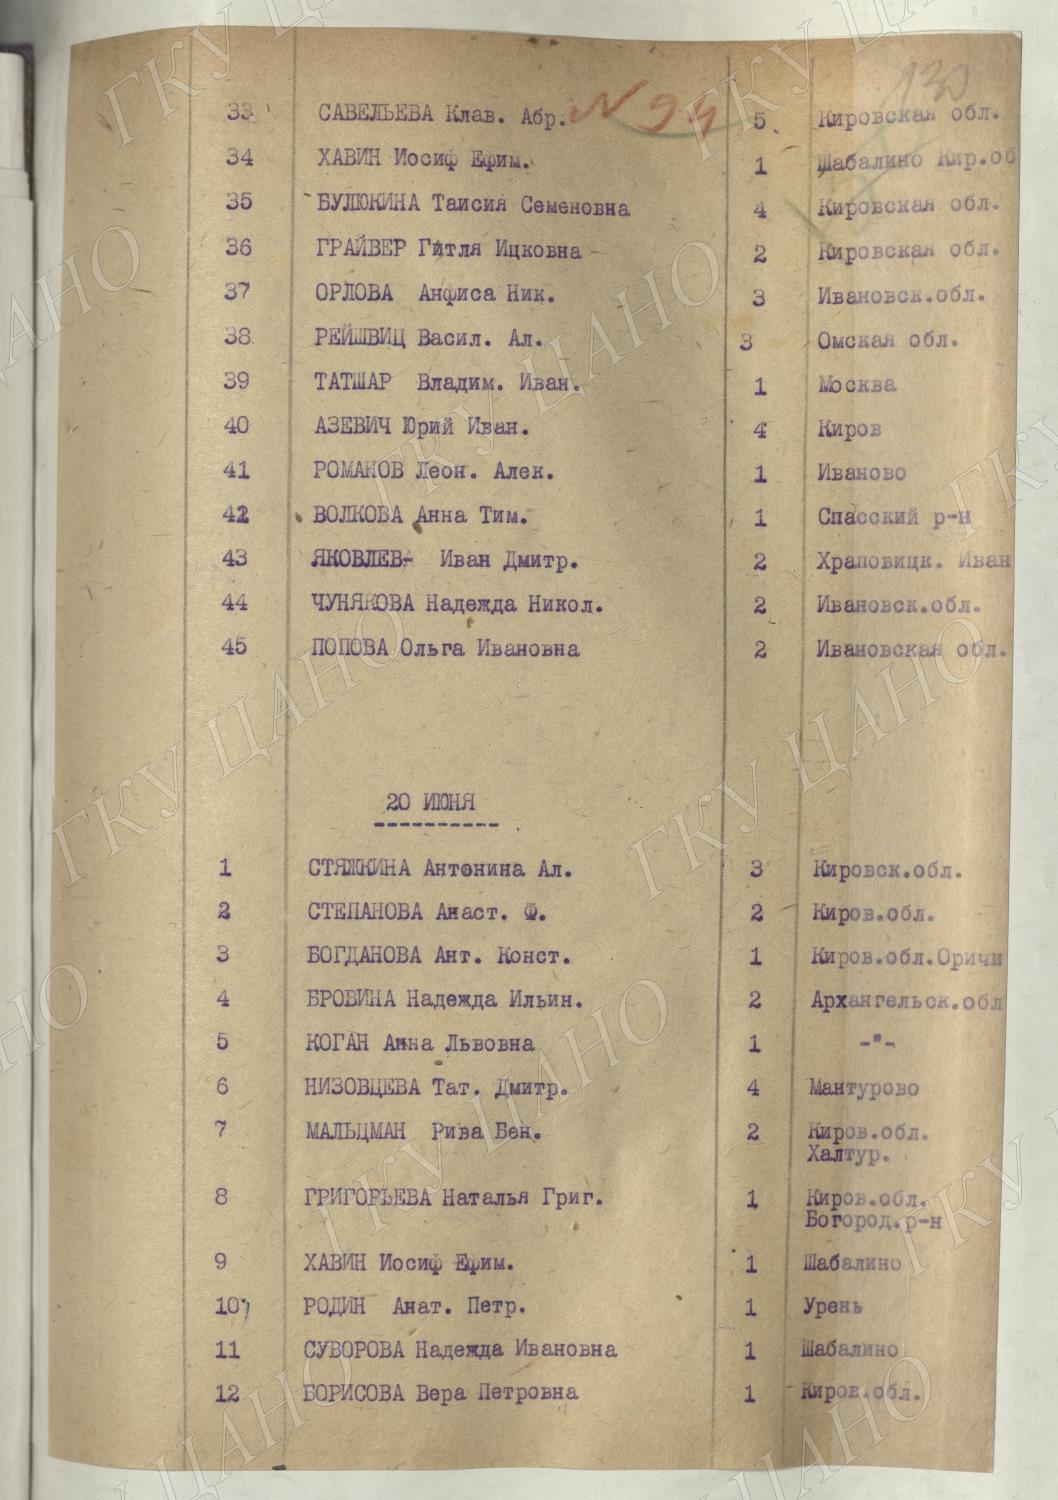 130
33 САВЕЛЬЕВА Клав. Абр. N 94 5 Кировская обл.
34 ХАВИН Иосиф Ефим. 1 Шабалино Кир.об
35 БУЛЮКИНА Таисия Семеновна 4 Кировская обл.
36 ГРАЙВЕР Гитля Ицковна 2 Кировская обл.
37 ОРЛОВА Анфиса Ник. 3 Ивановск.обл.
38 РЕЙШВИЦ Васил. Ал. 3 Омская обл.
39 ТАТШАР Владим. Иван. 1 Москва
40 АЗЕВИЧ Юрий Иван. 4 Киров
41 РОМАНОВ Леон. Алек. 1 Иваново
42 ВОЛКОВА Анна Тим. 1 Спасский р-н
43 ЯКОВЛЕВ- Иван Дмитр. 2 Храповицк. Иван
44 ЧУНЯКОВА Надежда Никол. 2 Ивановск.обл.
45 ПОПОВА Ольга Ивановна 2 Ивановская обл.
20 ИЮНЯ
1 СТЯЖКИНА Антонина Ал. 3 Кировск.обл.
2 СТЕПАНОВА Анаст. Ф. 2 Киров.обл.
3 БОГДАНОВА Ант. Конст. 1 Киров.обл.Оричи
4 БРОВИНА Надежда Ильин. 2 Архангельск.обл
5 КОГАН Анна Львовна 1 -"-
6 НИЗОВЦЕВА Тат. Дмитр. 4 Мантурово
7 МАЛЬЦМАН Рива Бен. 2 Киров.обл.
Халтур.
8 ГРИГОРЬЕВА Наталья Григ. 1 Киров.обл.
Богород.р-н
9 ХАВИН Иосиф Ефим. 1 Шабалино
10 РОДИН Анат. Петр. 1 Урень
11 СУВОРОВА Надежда Ивановна 1 Шабалино
12 БОРИСОВА Вера Петровна 1 Киров.обл.
ГКУ ЦАНО